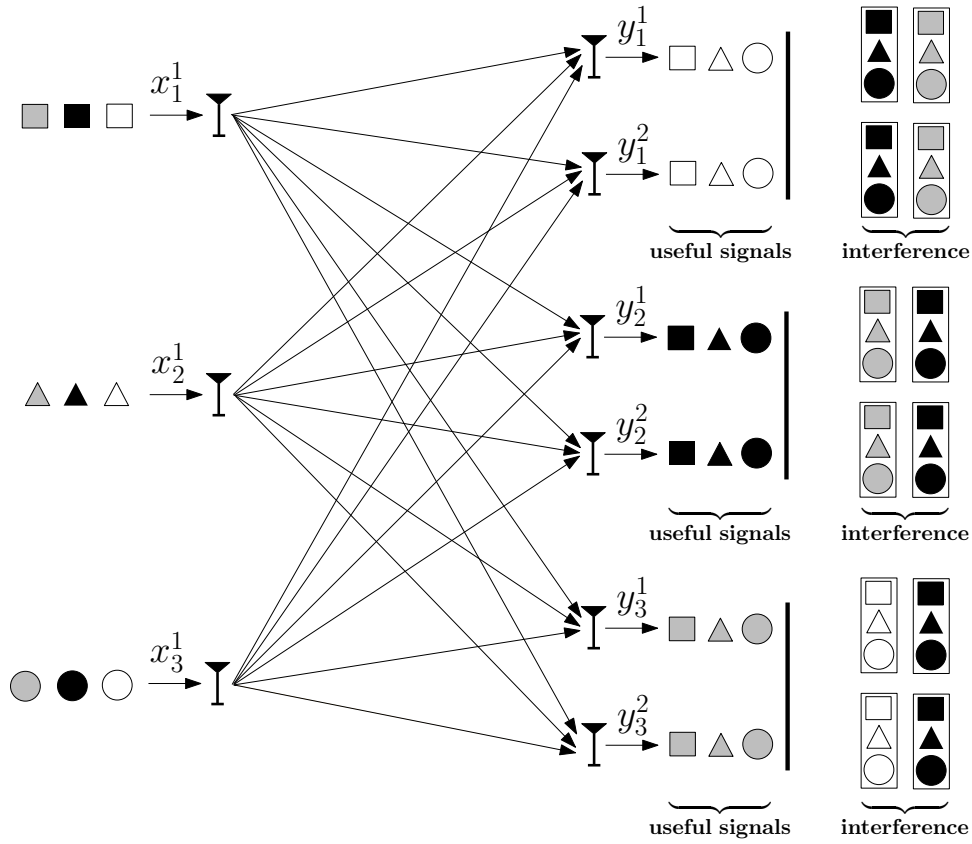 $y_1^1$
$x_1^1$
$y_1^2$
useful signals
interference
$y_2^1$
$x_2^1$
$y_2^2$
useful signals
interference
$y_3^1$
$x_3^1$
$y_3^2$
useful signals
interference